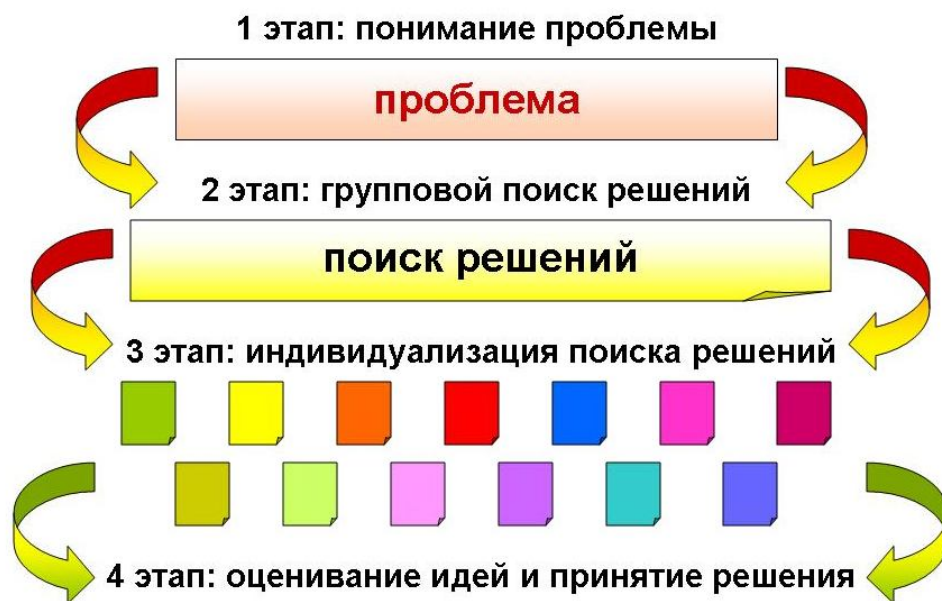 1 этап: понимание проблемы
проблема
2 этап: групповой поиск решений
поиск решений
3 этап: индивидуализация поиска решений
4 этап: оценивание идей и принятие решения